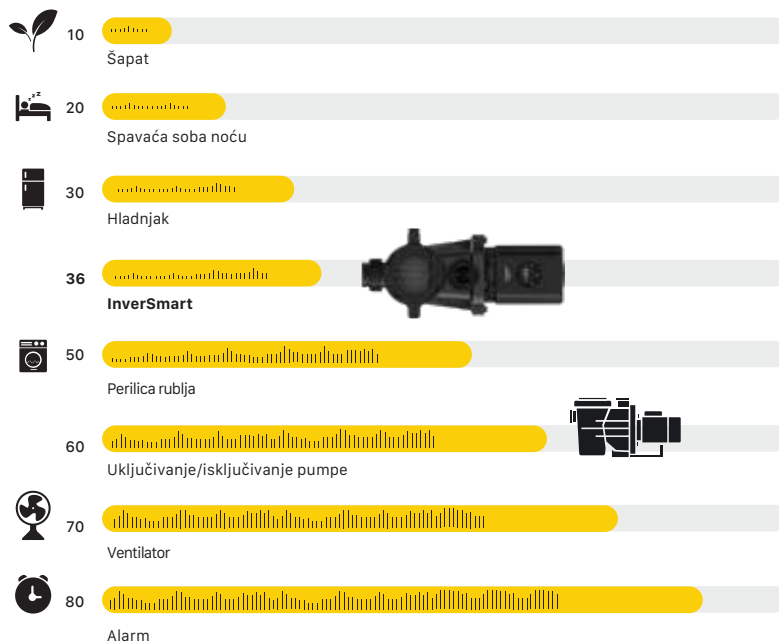 10
Šapat
20
Spavaća soba noću
30
Hladnjak
36
InverSmart
50
Perilica rublja
60
Uključivanje/isključivanje pumpe
70
Ventilator
80
Alarm